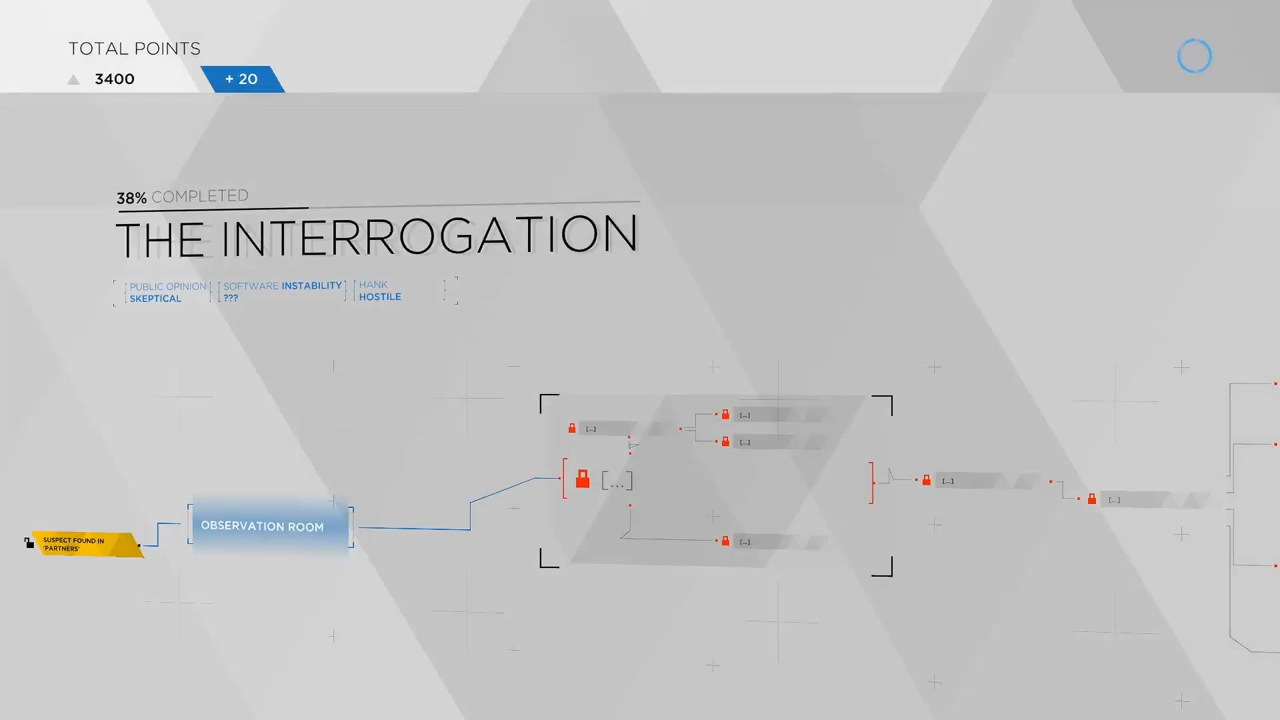 TOTAL POINTS
3400
+ 20
38% COMPLETED
THE INTERROGATION
PUBLIC OPINION
SKEPTICAL
SOFTWARE INSTABILITY
???
HANK
HOSTILE
[...]
[...]
[...]
[...]
[...]
[...]
[...]
OBSERVATION ROOM
SUSPECT FOUND IN
'PARTNERS'